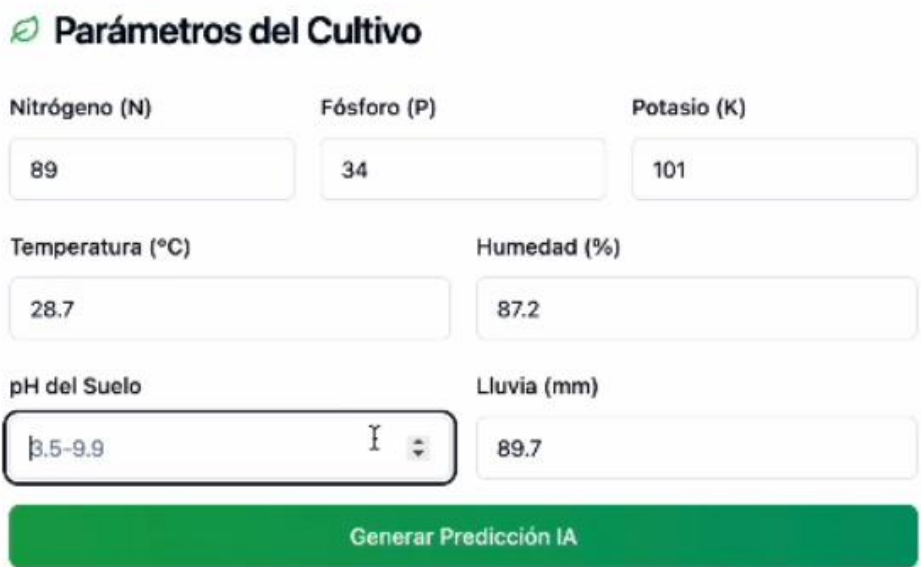 Parámetros del Cultivo
Nitrógeno (N) Fósforo (P) Potasio (K)
89 34 101
Temperatura (°C) Humedad (%)
28.7 87.2
pH del Suelo Lluvia (mm)
3.5-9.9 89.7
Generar Predicción IA